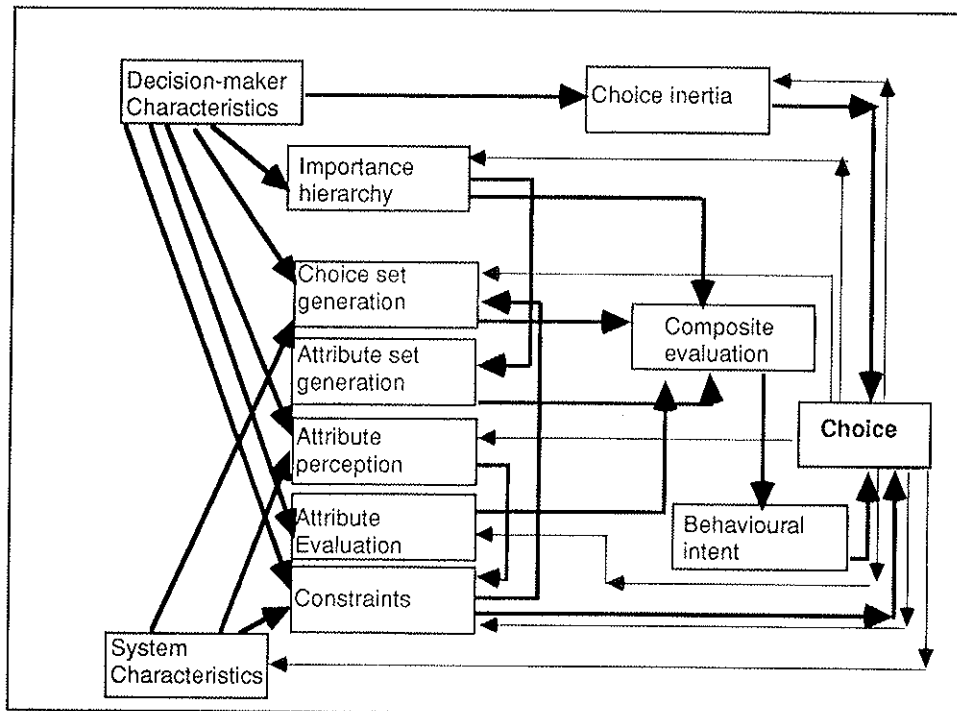 Decision-maker
Characteristics
Choice inertia
Importance
hierarchy
Choice set
generation
Composite
evaluation
Attribute set
generation
Choice
Attribute
perception
Attribute
Evaluation
Behavioural
intent
Constraints
System
Characteristics